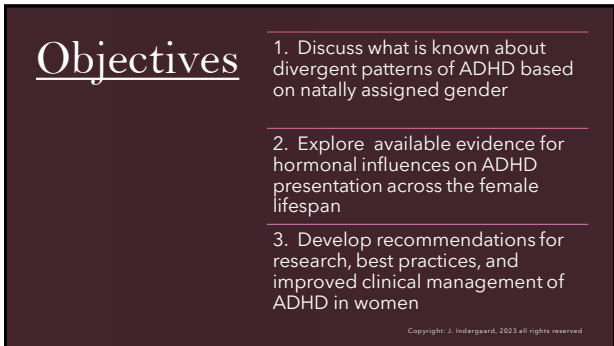 Objectives
1. Discuss what is known about
divergent patterns of ADHD based
on natally assigned gender
2. Explore available evidence for
hormonal influences on ADHD
presentation across the female
lifespan
3. Develop recommendations for
research, best practices, and
improved clinical management of
ADHD in women
Copyright: J. Indergaard, 2023 all rights reserved